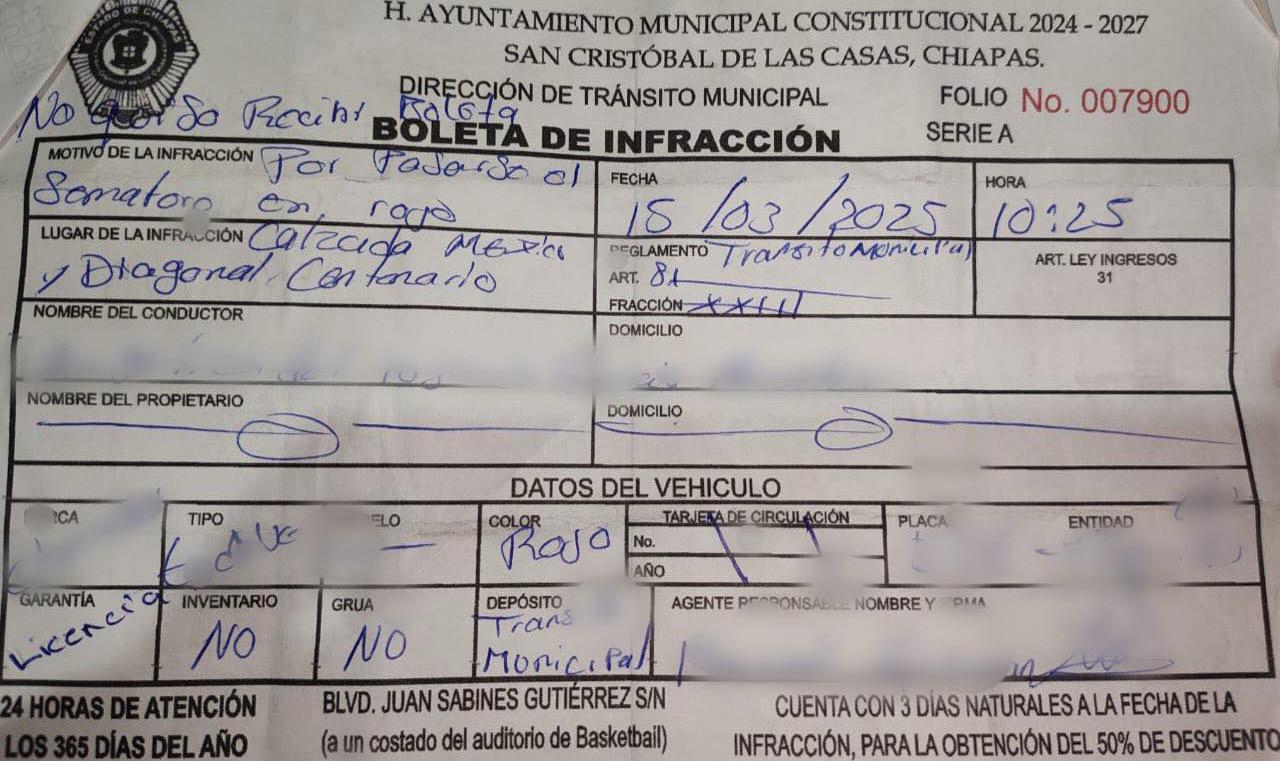 H. AYUNTAMIENTO MUNICIPAL CONSTITUCIONAL 2024 - 2027
SAN CRISTÓBAL DE LAS CASAS, CHIAPAS.
DIRECCIÓN DE TRÁNSITO MUNICIPAL
FOLIO No. 007900
SERIE A
No quiso Recibir Boleta
BOLETA DE INFRACCIÓN
MOTIVO DE LA INFRACCIÓN Por Pasarse el
Semaforo en rojo
FECHA
15/03/2025
HORA
10:25
LUGAR DE LA INFRACCIÓN Calzada Mexico
y Diagonal Centenario
REGLAMENTO Transito Municipal
ART. 81
FRACCIÓN XXIII
ART. LEY INGRESOS
31
NOMBRE DEL CONDUCTOR
DOMICILIO
NOMBRE DEL PROPIETARIO
DOMICILIO
DATOS DEL VEHICULO
TIPO
COLOR
Rojo
TARJETA DE CIRCULACIÓN
No.
AÑO
PLACA
ENTIDAD
GARANTÍA
Licencia
INVENTARIO
NO
GRUA
NO
DEPÓSITO
Trans
Municipal
AGENTE RESPONSABLE NOMBRE Y FIRMA
24 HORAS DE ATENCIÓN
LOS 365 DÍAS DEL AÑO
BLVD. JUAN SABINES GUTIÉRREZ S/N
(a un costado del auditorio de Basketball)
CUENTA CON 3 DÍAS NATURALES A LA FECHA DE LA
INFRACCIÓN, PARA LA OBTENCIÓN DEL 50% DE DESCUENTO